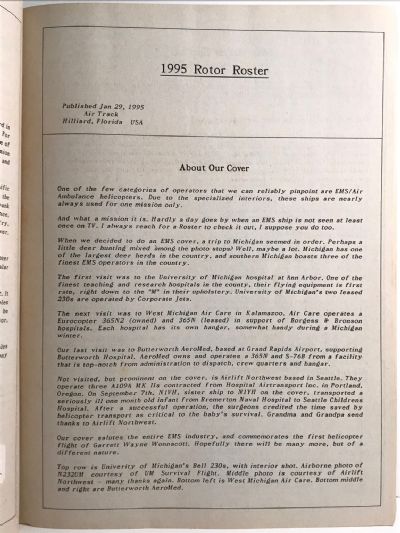 1995 Rotor Roster
Published Jan 29, 1995
Air Track
Hilliard, Florida USA
About Our Cover
One of the few categories of operators that we can reliably pinpoint are EMS/Air
Ambulance helicopters. Due to the specialized interiors, these ships are nearly
always used for one mission only.
And what a mission it is. Hardly a day goes by when an EMS ship is not seen at least
once on TV. I always reach for a Roster to check it out, I suppose you do too.
When we decided to do an EMS cover, a trip to Michigan seemed in order. Perhaps a
little deer hunting mixed among the photo stops? Well, maybe a lot. Michigan has one
of the largest deer herds in the country, and southern Michigan boasts three of the
finest EMS operators in the country.
The first visit was to the University of Michigan hospital at Ann Arbor. One of the
finest teaching and research hospitals in the county, their flying equipment is first
rate, right down to the "M" in their upholstery. University of Michigan's two leased
230s are operated by Corporate Jets.
The next visit was to West Michigan Air Care in Kalamazoo. Air Care operates a
Eurocopter 365N2 (owned) and 365N (leased) in support of Borgess & Bronson
hospitals. Each hospital has its own hangar, somewhat handy during a Michigan
winter.
Our last visit was to Butterworth AeroMed, based at Grand Rapids Airport, supporting
Butterworth Hospital. AeroMed owns and operates a 365N and S-76B from a facility
that is top-notch from administration to dispatch, crew quarters and hangar.
Not visited, but prominent on the cover, is Airlift Northwest based in Seattle. They
operate three A109A MK IIs contracted from Hospital Airtransport Inc. in Portland,
Oregon. On September 7th, N1YF, sister ship to N1YH on the cover, transported a
seriously ill one month old infant from Bremerton Naval Hospital to Seattle Childrens
Hospital. After a successful operation, the surgeons credited the time saved by
helicopter transport as critical to the baby's survival. Grandma and Grandpa send
thanks to Airlift Northwest.
Our cover salutes the entire EMS industry, and commemorates the first helicopter
flight of Garrett Wayne Wonnacott. Hopefully there will be many more, but of a
different nature.
Top row is Univerity of Michigan's Bell 230s, with interior shot. Airborne photo of
N232UM courtesy of UM Survival Flight. Middle photo is courtesy of Airlift
Northwest - many thanks again. Bottom left is West Michigan Air Care. Bottom middle
and right are Butterworth AeroMed.